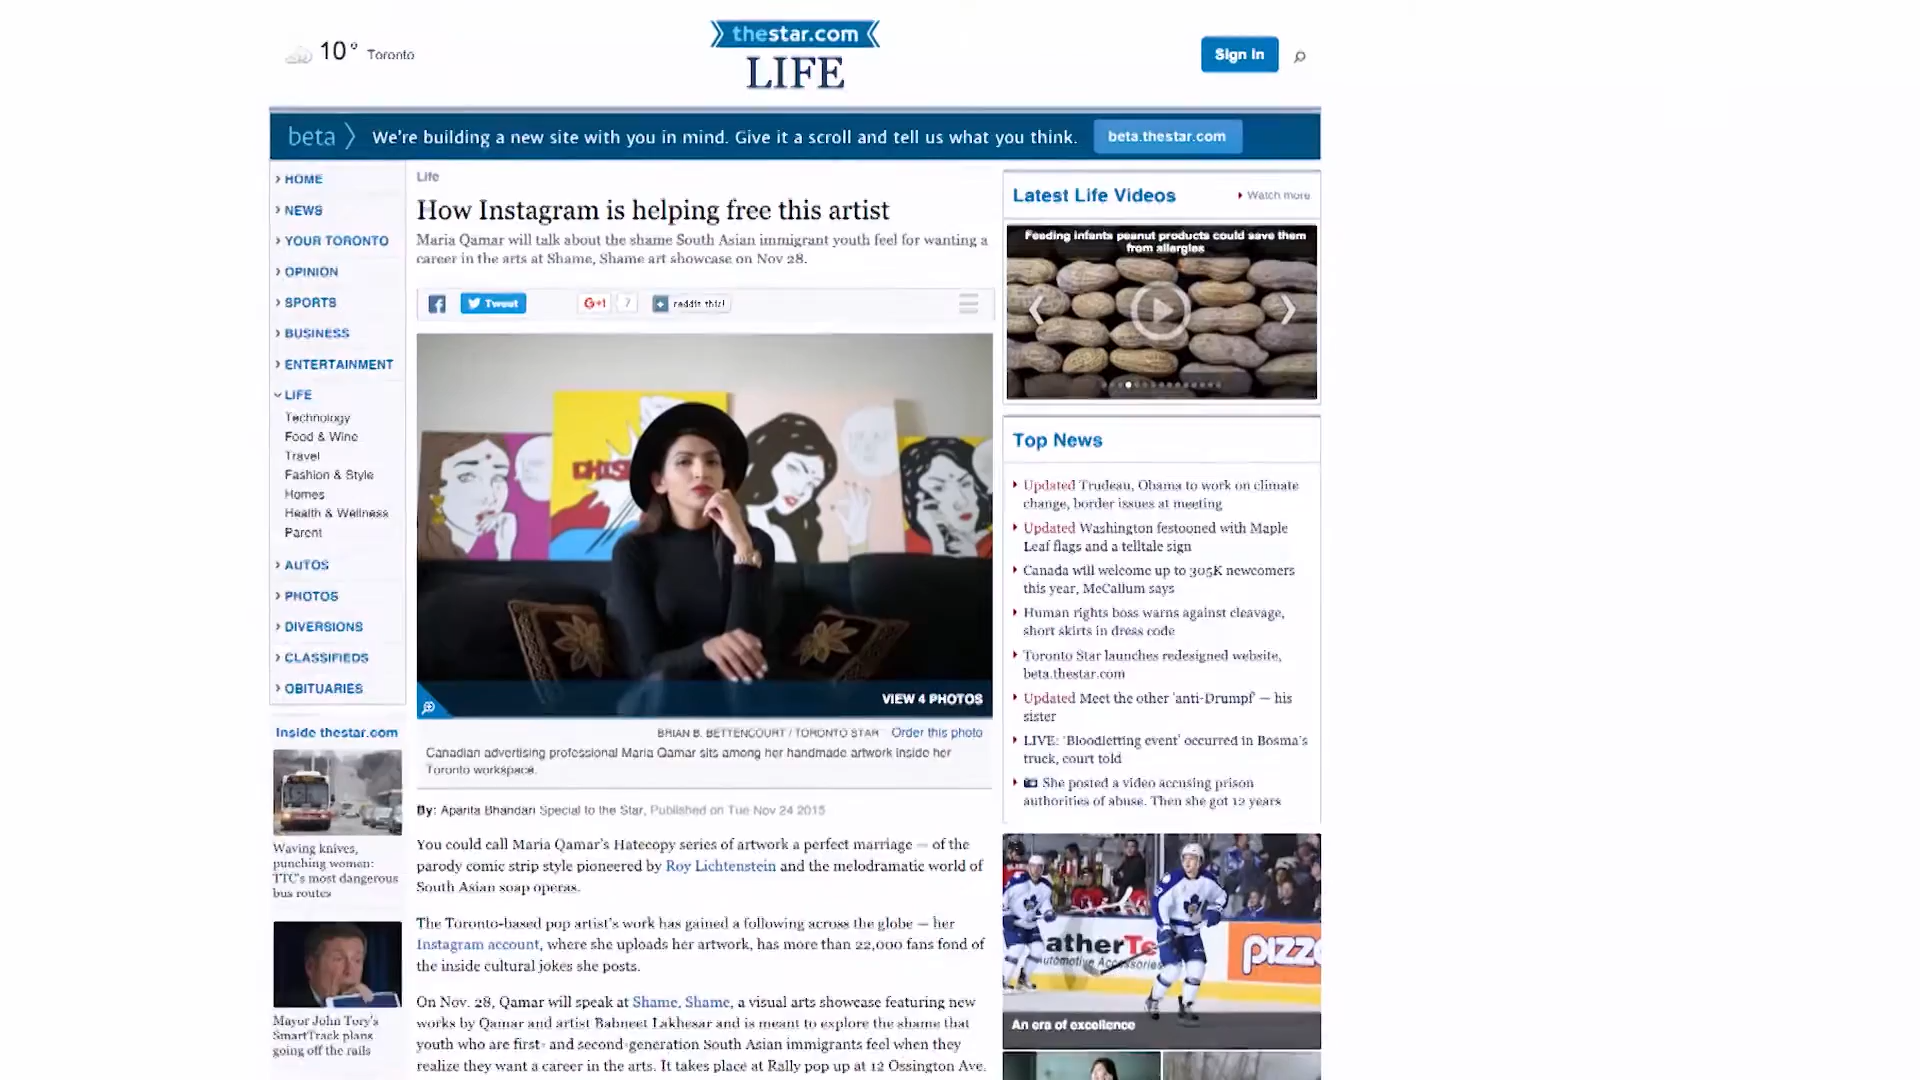 10° Toronto
thestar.com
LIFE
Sign In
beta We're building a new site with you in mind. Give it a scroll and tell us what you think. beta.thestar.com
HOME
NEWS
YOUR TORONTO
OPINION
SPORTS
BUSINESS
ENTERTAINMENT
LIFE
Technology
Food & Wine
Travel
Fashion & Style
Homes
Health & Wellness
Parent
AUTOS
PHOTOS
DIVERSIONS
CLASSIFIEDS
OBITUARIES
Inside thestar.com
Waving knives,
punching women:
TTC's most dangerous
bus routes
Mayor John Tory's
SmartTrack plans
going off the rails
Life
How Instagram is helping free this artist
Maria Qamar will talk about the shame South Asian immigrant youth feel for wanting a
career in the arts at Shame, Shame art showcase on Nov 28.
Tweet G+1 7 reddit this!
VIEW 4 PHOTOS
BRIAN B. BETTENCOURT / TORONTO STAR Order this photo
Canadian advertising professional Maria Qamar sits among her handmade artwork inside her
Toronto workspace.
By: Aparita Bhandari Special to the Star, Published on Tue Nov 24 2015
You could call Maria Qamar's Hatecopy series of artwork a perfect marriage — of the
parody comic strip style pioneered by Roy Lichtenstein and the melodramatic world of
South Asian soap operas.
The Toronto-based pop artist's work has gained a following across the globe — her
Instagram account, where she uploads her artwork, has more than 22,000 fans fond of
the inside cultural jokes she posts.
On Nov. 28, Qamar will speak at Shame, Shame, a visual arts showcase featuring new
works by Qamar and artist Babneet Lakhesar and is meant to explore the shame that
youth who are first- and second-generation South Asian immigrants feel when they
realize they want a career in the arts. It takes place at Rally pop up at 12 Ossington Ave.
Latest Life Videos Watch more
Feeding infants peanut products could save them
from allergies
Top News
Updated Trudeau, Obama to work on climate
change, border issues at meeting
Updated Washington festooned with Maple
Leaf flags and a telltale sign
Canada will welcome up to 305K newcomers
this year, McCallum says
Human rights boss warns against cleavage,
short skirts in dress code
Toronto Star launches redesigned website,
beta.thestar.com
Updated Meet the other 'anti-Drumpf' — his
sister
LIVE: 'Bloodletting event' occurred in Bosma's
truck, court told
She posted a video accusing prison
authorities of abuse. Then she got 12 years
pizz
An era of excellence